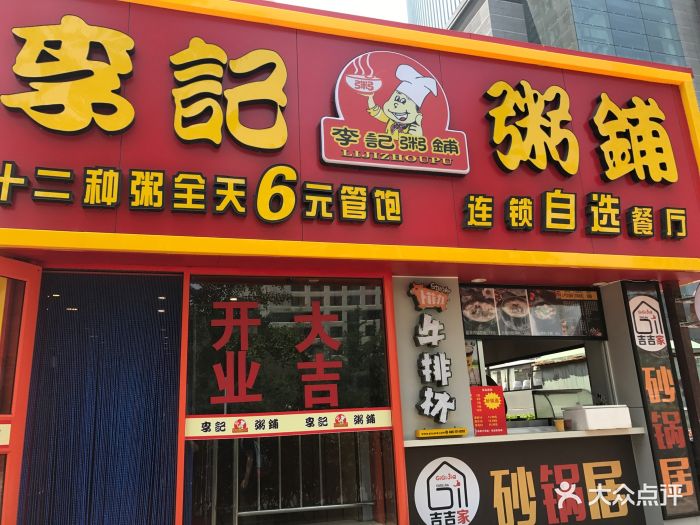 李記
粥
李記粥鋪
LIJIZHOUPU
粥鋪
十二种粥全天6元管饱
连锁自选餐厅
大吉
开业
李記 粥鋪 李記 粥鋪
牛排杯
吉吉家
砂锅居
GIGIJIA
吉吉家
砂锅居
大众点评